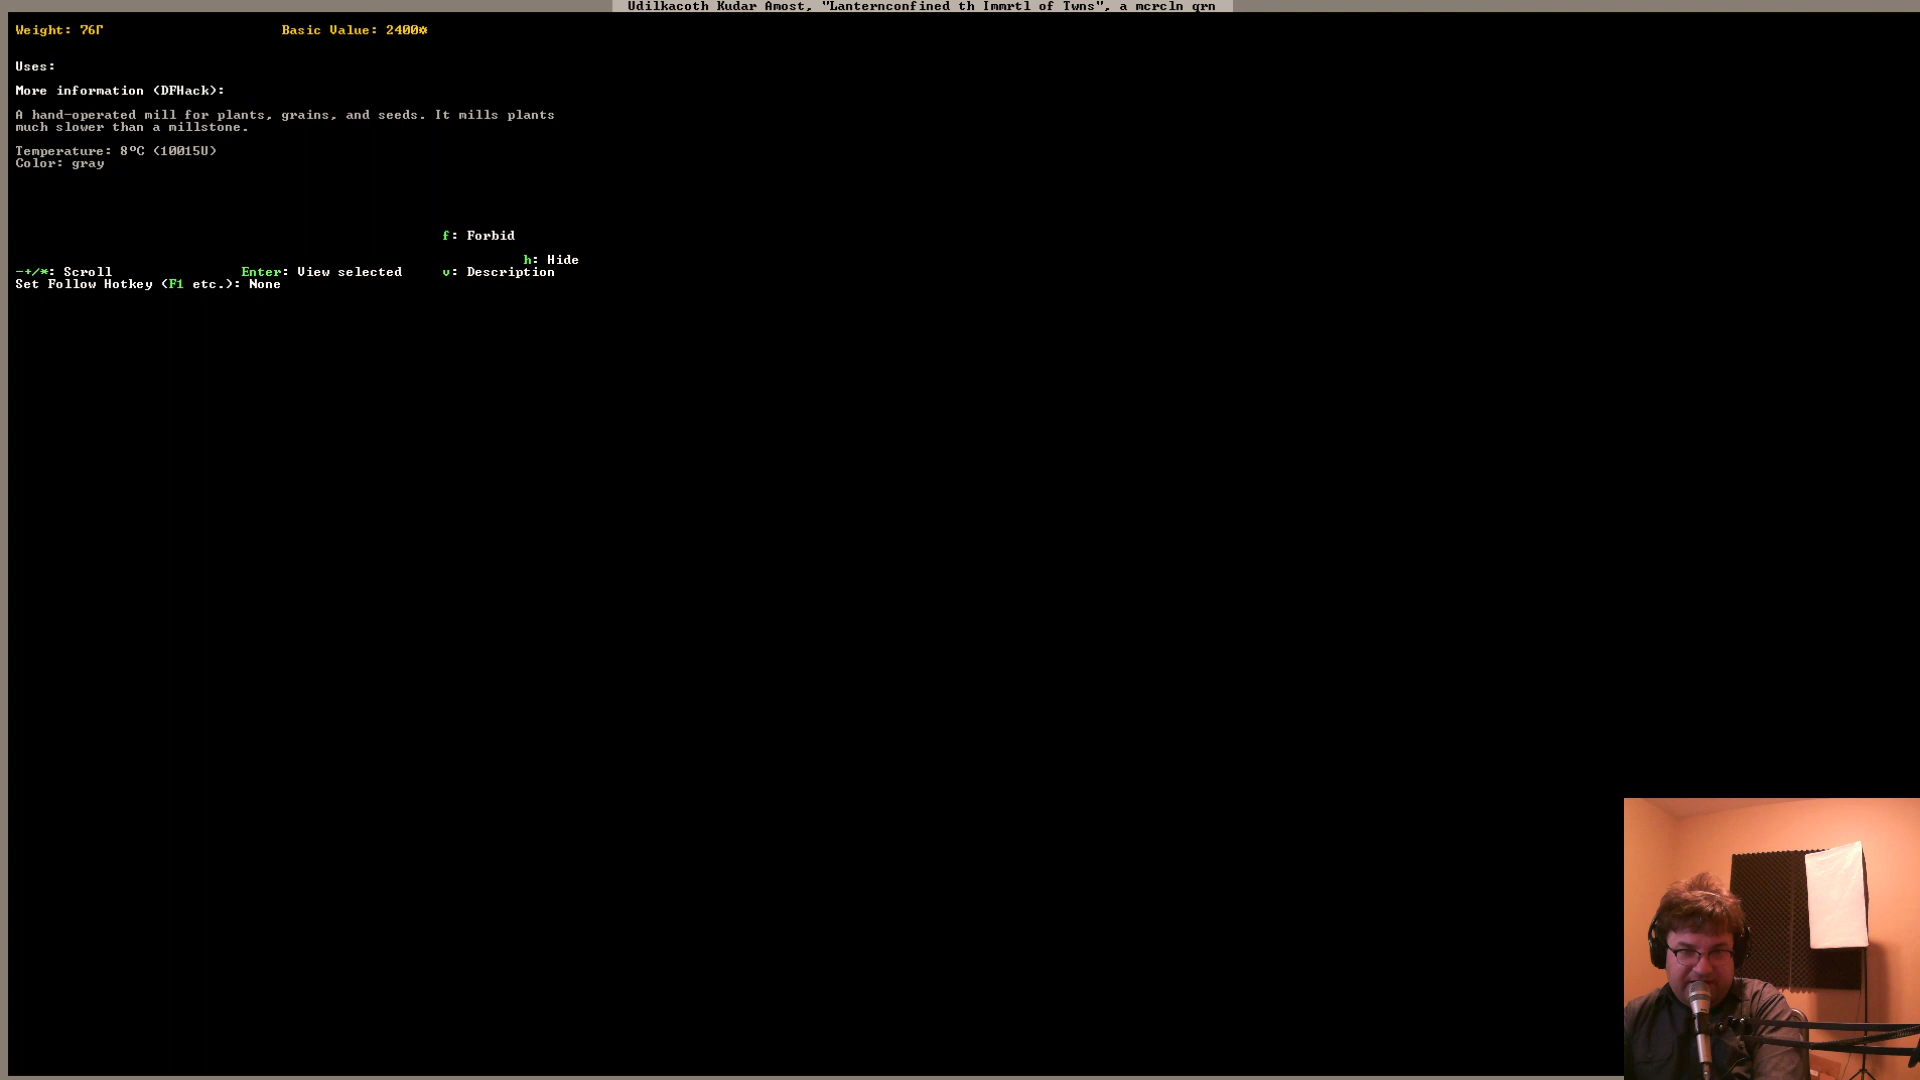 Udilkacoth Kudar Amost, "Lanternconfined th Immrtl of Twns", a mcrcln qrn
Weight: 76Γ Basic Value: 2400☼
Uses:
More information (DFHack):
A hand-operated mill for plants, grains, and seeds. It mills plants
much slower than a millstone.
Temperature: 8°C (10015U)
Color: gray
f: Forbid
h: Hide
-+/*: Scroll Enter: View selected v: Description
Set Follow Hotkey (F1 etc.): None